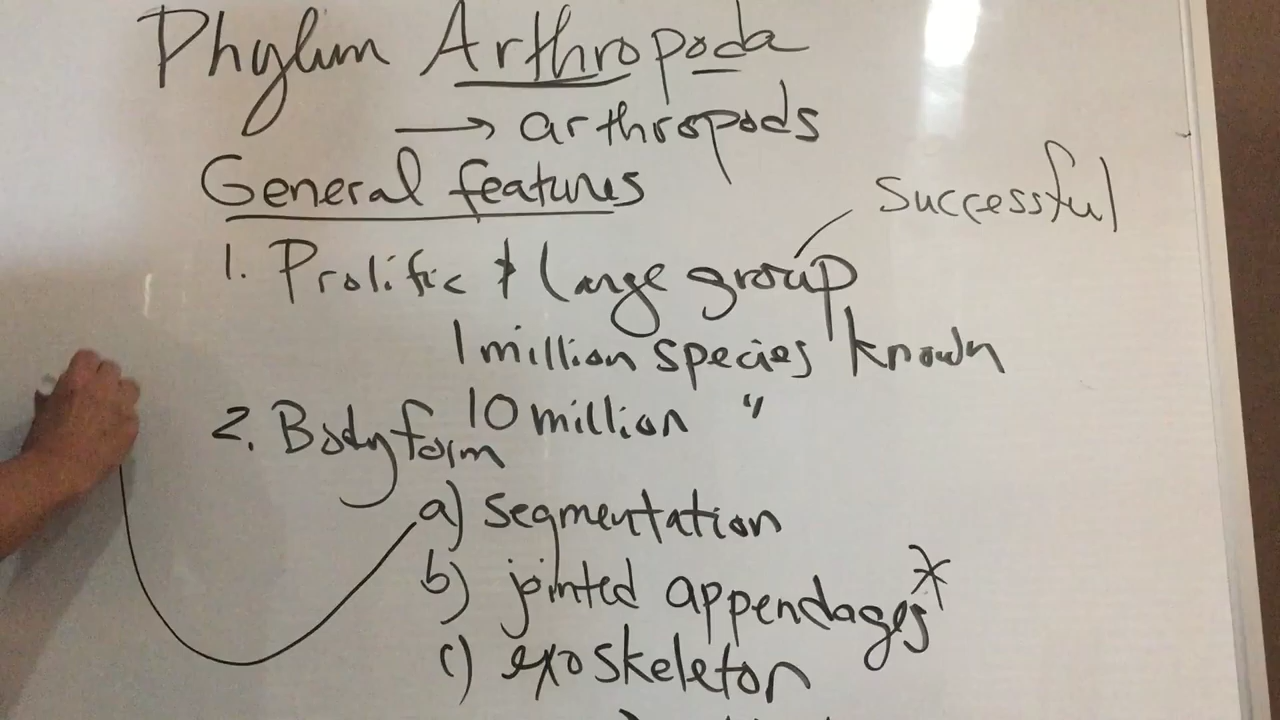 Phylum Arthropoda
→ arthropods
General features
Successful
1. Prolific & large group
1 million species known
10 million "
2. Body form
a) segmentation
b) jointed appendages*
c) exoskeleton